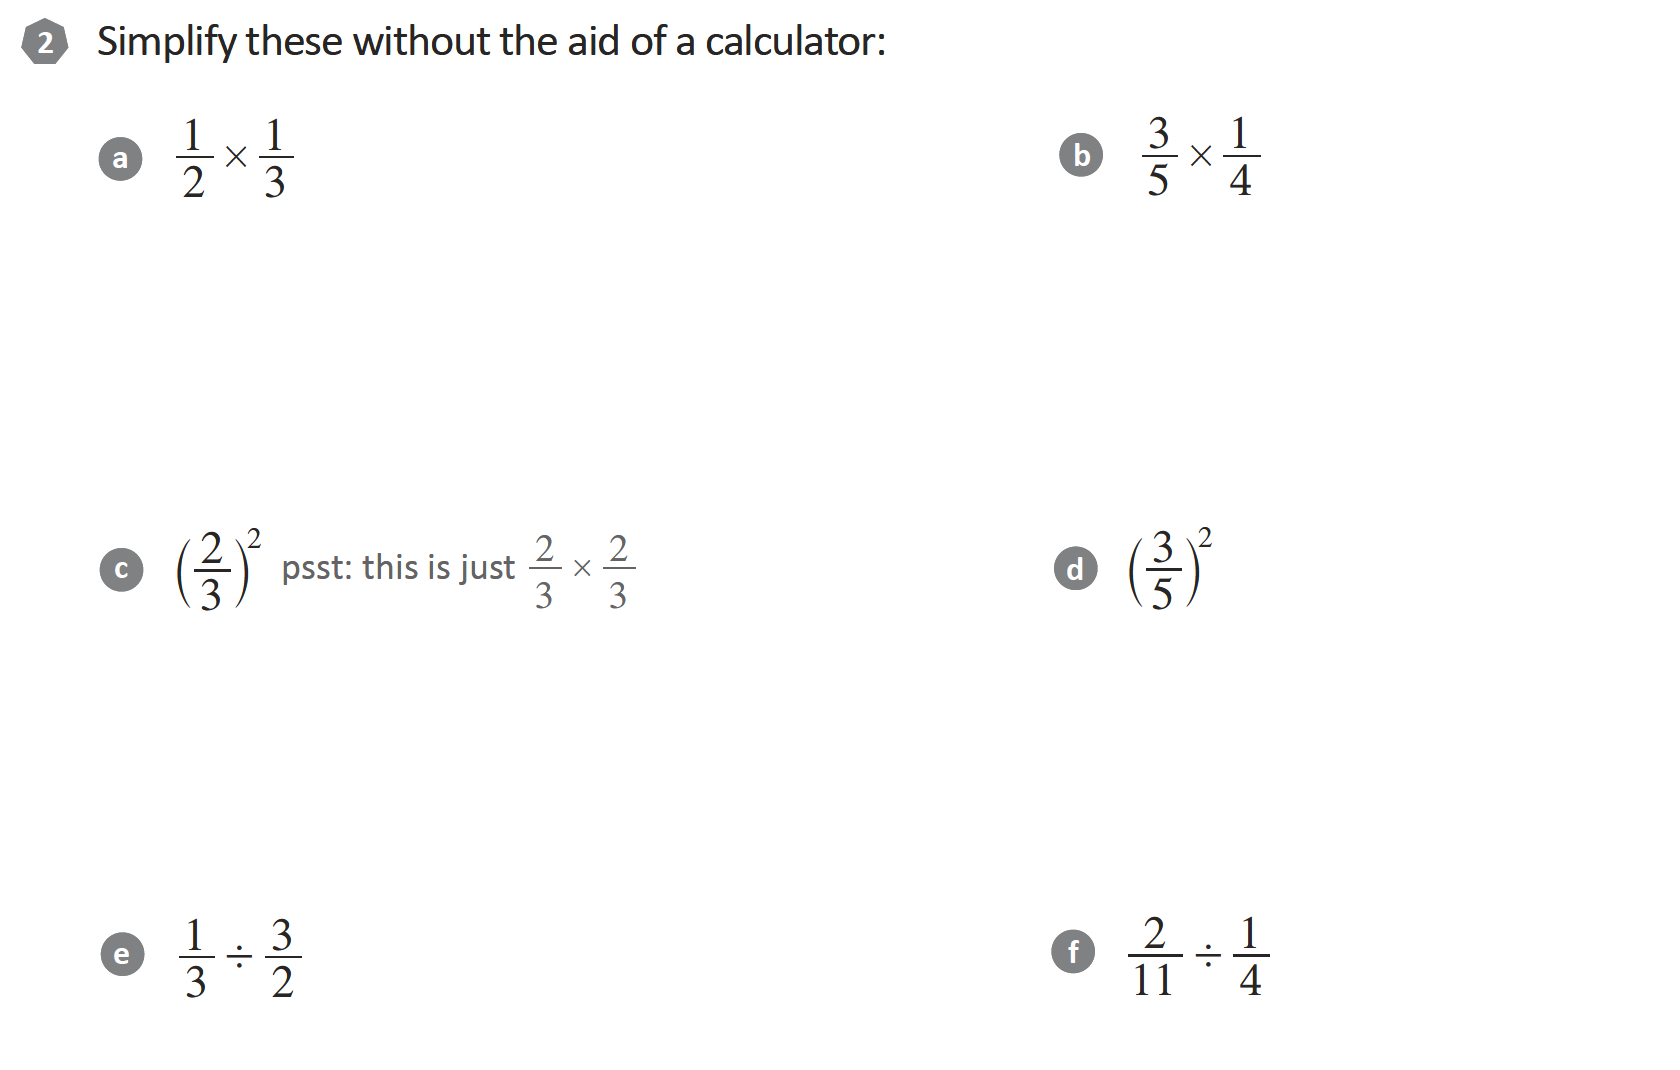 2 Simplify these without the aid of a calculator:
a 1/2 × 1/3
b 3/5 × 1/4
c (2/3)² psst: this is just 2/3 × 2/3
d (3/5)²
e 1/3 ÷ 3/2
f 2/11 ÷ 1/4